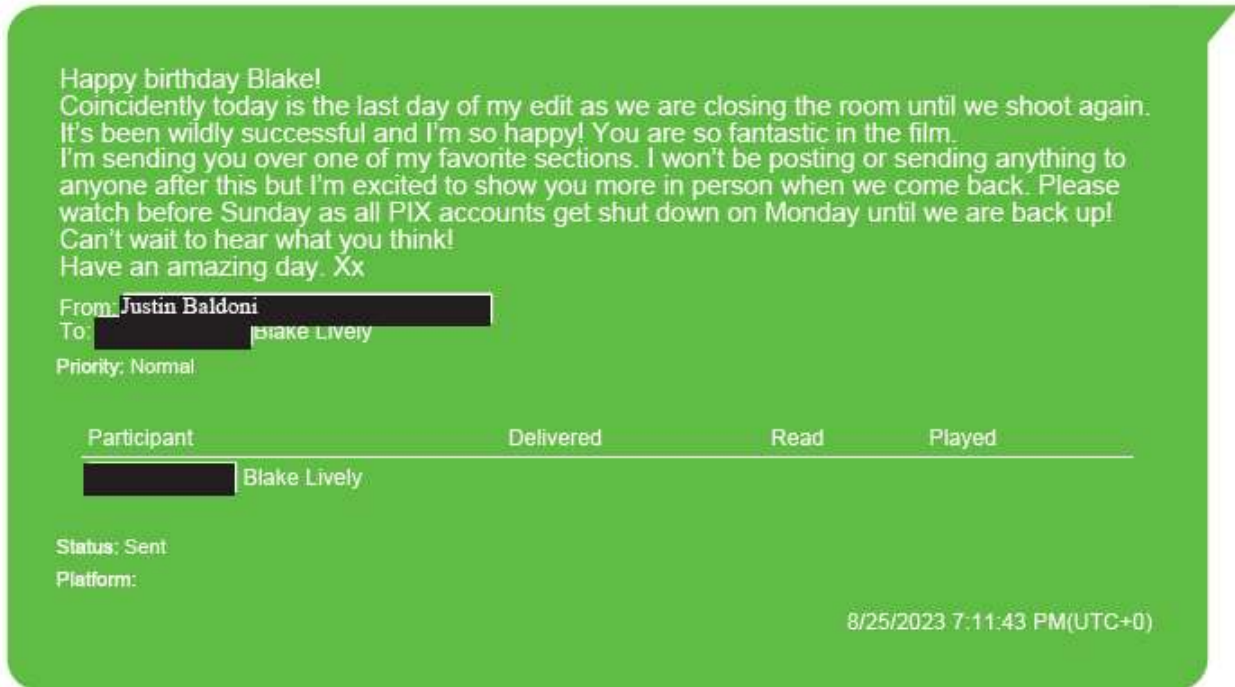 Happy birthday Blake!
Coincidently today is the last day of my edit as we are closing the room until we shoot again.
It's been wildly successful and I'm so happy! You are so fantastic in the film.
I'm sending you over one of my favorite sections. I won't be posting or sending anything to
anyone after this but I'm excited to show you more in person when we come back. Please
watch before Sunday as all PIX accounts get shut down on Monday until we are back up!
Can't wait to hear what you think!
Have an amazing day. Xx
From: Justin Baldoni
To: Blake Lively
Priority: Normal
Participant Delivered Read Played
Blake Lively
Status: Sent
Platform:
8/25/2023 7:11:43 PM(UTC+0)